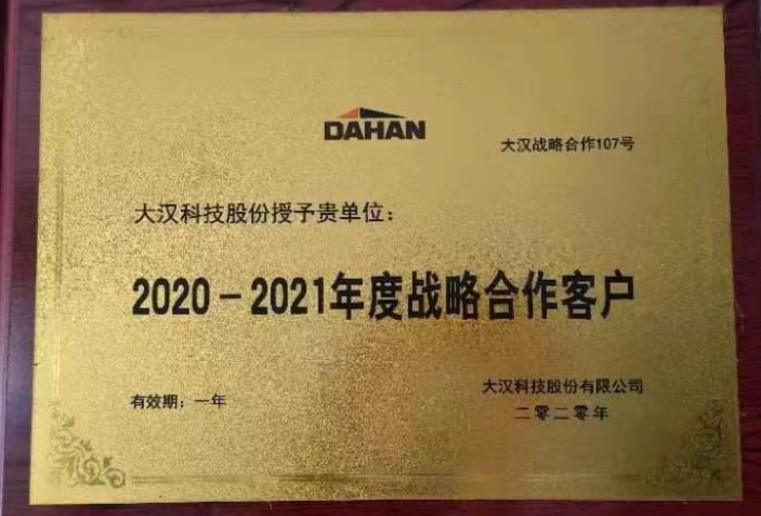 DAHAN
大汉战略合作107号
大汉科技股份授予贵单位：
2020－2021年度战略合作客户
有效期：一年
大汉科技股份有限公司
二零二零年